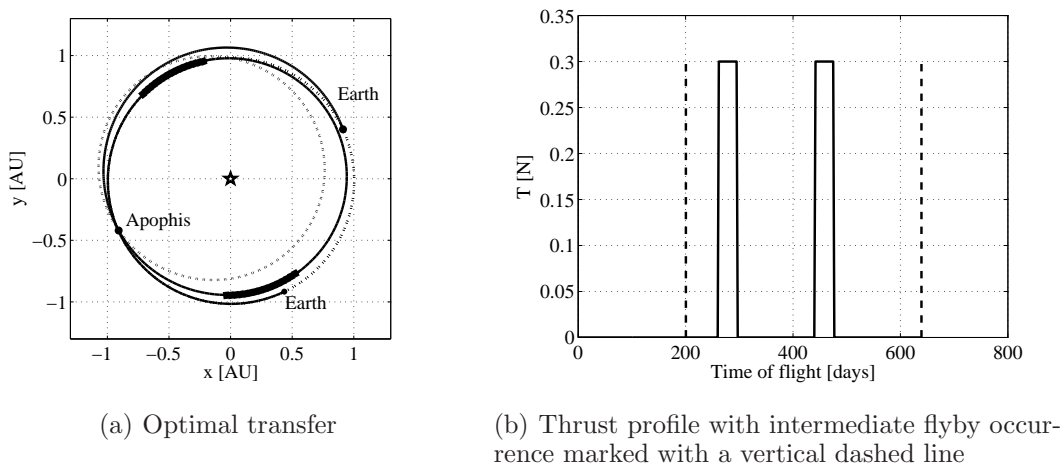 1
0.5
0
−0.5
−1
y [AU]
−1
−0.5
0
0.5
1
x [AU]
Earth
Apophis
Earth
(a) Optimal transfer
0.35
0.3
0.25
0.2
0.15
0.1
0.05
0
T [N]
0
200
400
600
800
Time of flight [days]
(b) Thrust profile with intermediate flyby occur-
rence marked with a vertical dashed line